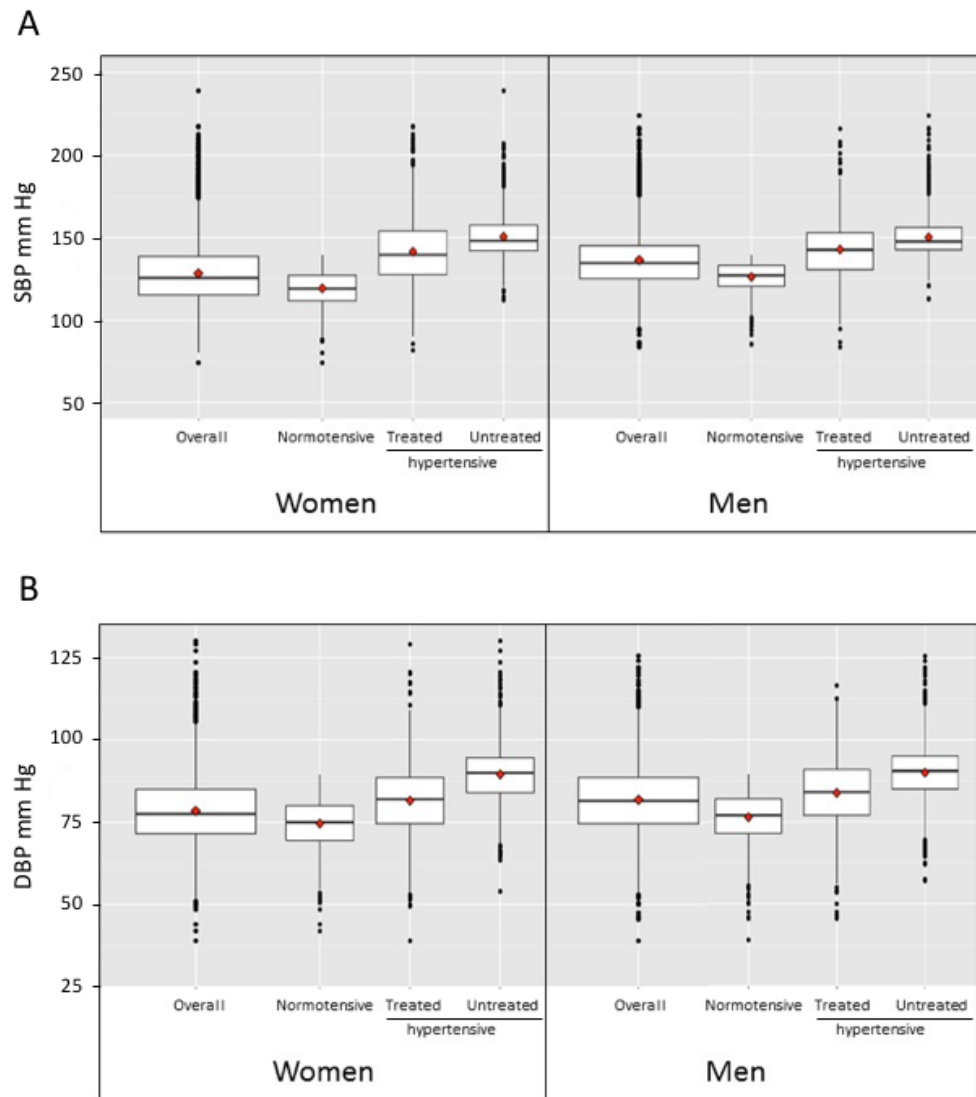 A
SBP mm Hg
250
200
150
100
50
Overall Normotensive Treated Untreated
hypertensive
Women
Overall Normotensive Treated Untreated
hypertensive
Men
B
DBP mm Hg
125
100
75
50
25
Overall Normotensive Treated Untreated
hypertensive
Women
Overall Normotensive Treated Untreated
hypertensive
Men